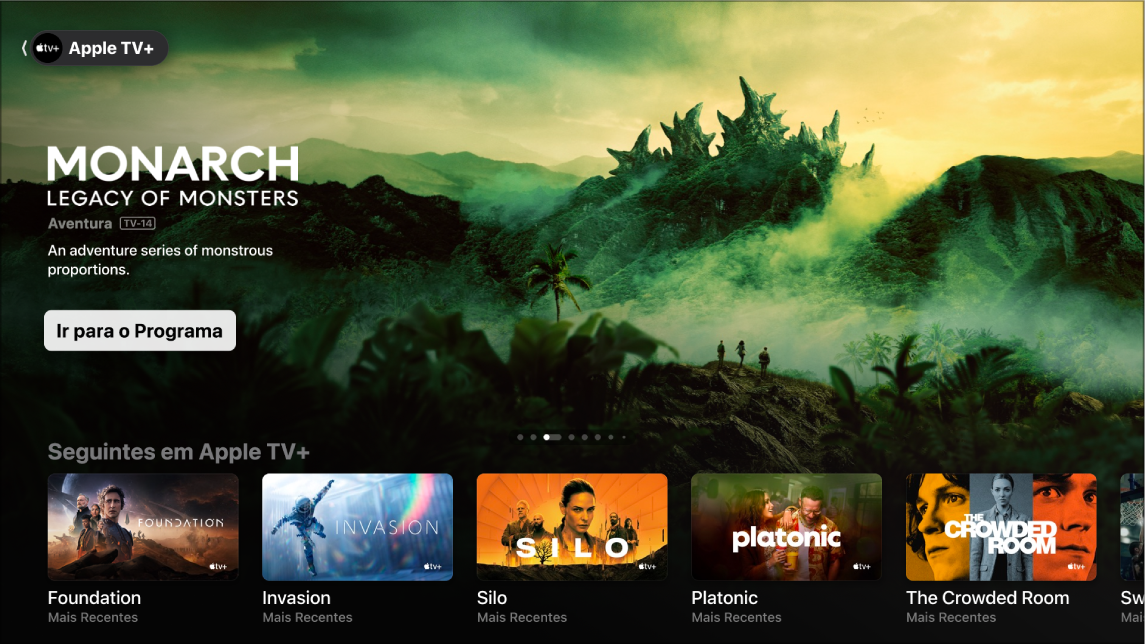 tv+ Apple TV+
MONARCH
LEGACY OF MONSTERS
Aventura TV-14
An adventure series of monstrous
proportions.
Ir para o Programa
Seguintes em Apple TV+
FOUNDATION
tv+
INVASION
tv+
SILO
tv+
platonic
tv+
THE
CROWDED
ROOM
tv+
Foundation
Mais Recentes
Invasion
Mais Recentes
Silo
Mais Recentes
Platonic
Mais Recentes
The Crowded Room
Mais Recentes
Sw
Mai